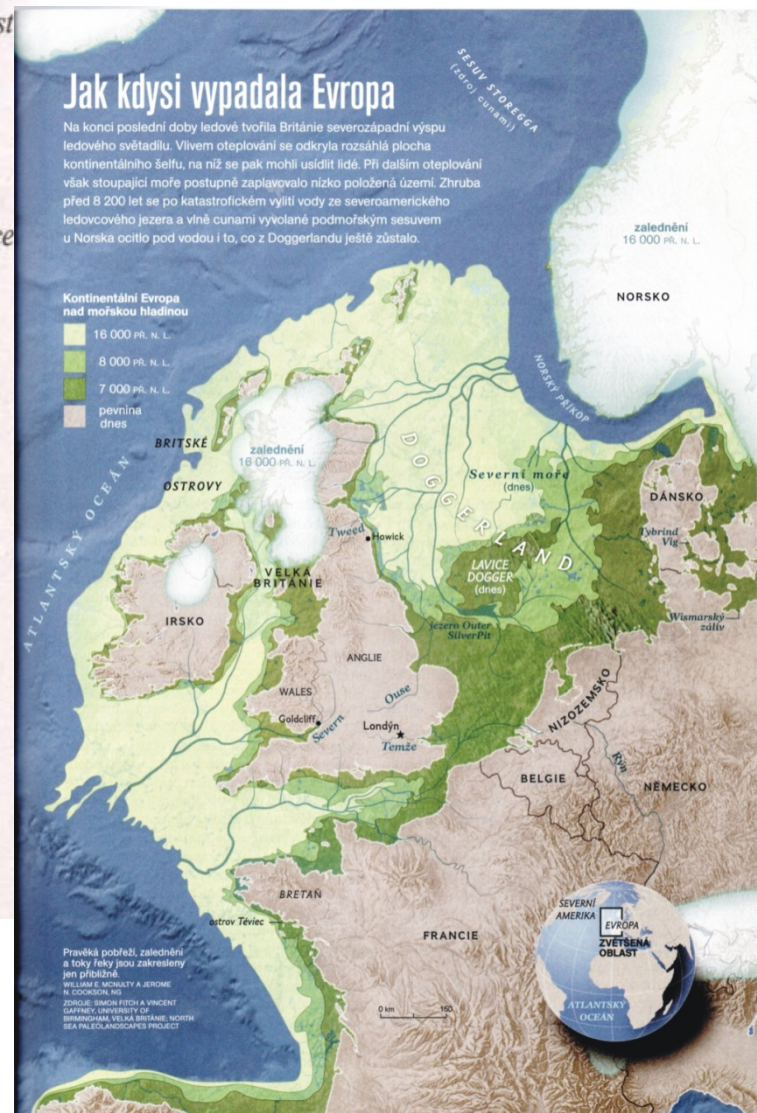 st
ře
SESUV STOREGGA
(zdroj cunami)
Jak kdysi vypadala Evropa
Na konci poslední doby ledové tvořila Británie severozápadní výspu
ledového světadílu. Vlivem oteplování se odkryla rozsáhlá plocha
kontinentálního šelfu, na níž se pak mohli usídlit lidé. Při dalším oteplování
však stoupající moře postupně zaplavovalo nízko položená území. Zhruba
před 8 200 let se po katastrofickém vylití vody ze severoamerického
ledovcového jezera a vlně cunami vyvolané podmořským sesuvem
u Norska ocitlo pod vodou i to, co z Doggerlandu ještě zůstalo.
zalednění
16 000 PŘ. N. L.
NORSKO
Kontinentální Evropa
nad mořskou hladinou
16 000 PŘ. N. L.
8 000 PŘ. N. L.
7 000 PŘ. N. L.
pevnina
dnes
NORSKÝ PŘÍKOP
BRITSKÉ
OSTROVY
zalednění
16 000 PŘ. N. L.
ATLANTSKÝ OCEÁN
DOGGERLAND
Severní moře
(dnes)
DÁNSKO
Tybrind
Vig
Tweed
Howick
LAVICE
DOGGER
(dnes)
VELKÁ
BRITÁNIE
IRSKO
jezero Outer
SilverPit
Wismarský
záliv
ANGLIE
WALES
Ouse
Goldcliff
Severn
Londýn
Temže
NIZOZEMSKO
BELGIE
Rýn
NĚMECKO
BRETAŇ
ostrov Téviec
FRANCIE
SEVERNÍ
AMERIKA
EVROPA
ZVĚTŠENÁ
OBLAST
ATLANTSKÝ
OCEÁN
Pravěká pobřeží, zalednění
a toky řeky jsou zakresleny
jen přibližně.
WILLIAM E. MCNULTY A JEROME
N. COOKSON, NG
ZDROJE: SIMON FITCH A VINCENT
GAFFNEY, UNIVERSITY OF
BIRMINGHAM, VELKÁ BRITÁNIE; NORTH
SEA PALEOLANDSCAPES PROJECT
0 km
150